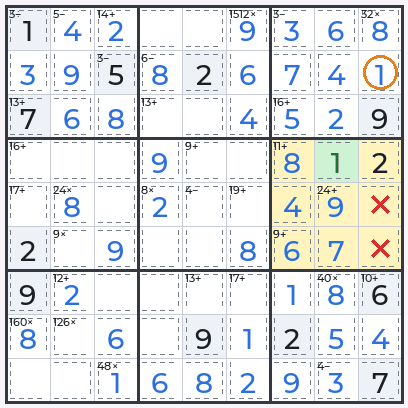 3÷ 5− 14+ 1512× 3− 32×
1 4 2 9 3 6 8
3− 6−
3 9 5 8 2 6 7 4 1
13+ 13+ 16+
7 6 8 4 5 2 9
16+ 9+ 11+
9 8 1 2
17+ 24× 8× 4− 19+ 24+
8 2 4 9
9× 9+
2 9 8 6 7
12+ 13+ 17+ 40× 10+
9 2 1 8 6
160× 126×
8 6 9 1 2 5 4
48× 4−
1 6 8 2 9 3 7